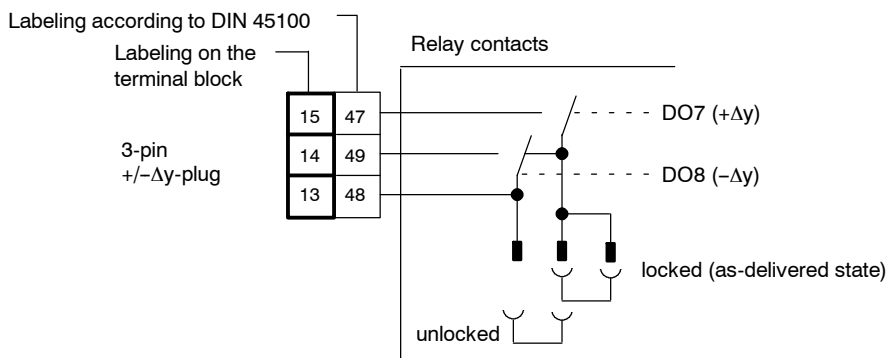 Labeling according to DIN 45100
Labeling on the
terminal block
Relay contacts
15 47
DO7 (+Δy)
14 49
3-pin
+/−Δy-plug
DO8 (−Δy)
13 48
locked (as-delivered state)
unlocked